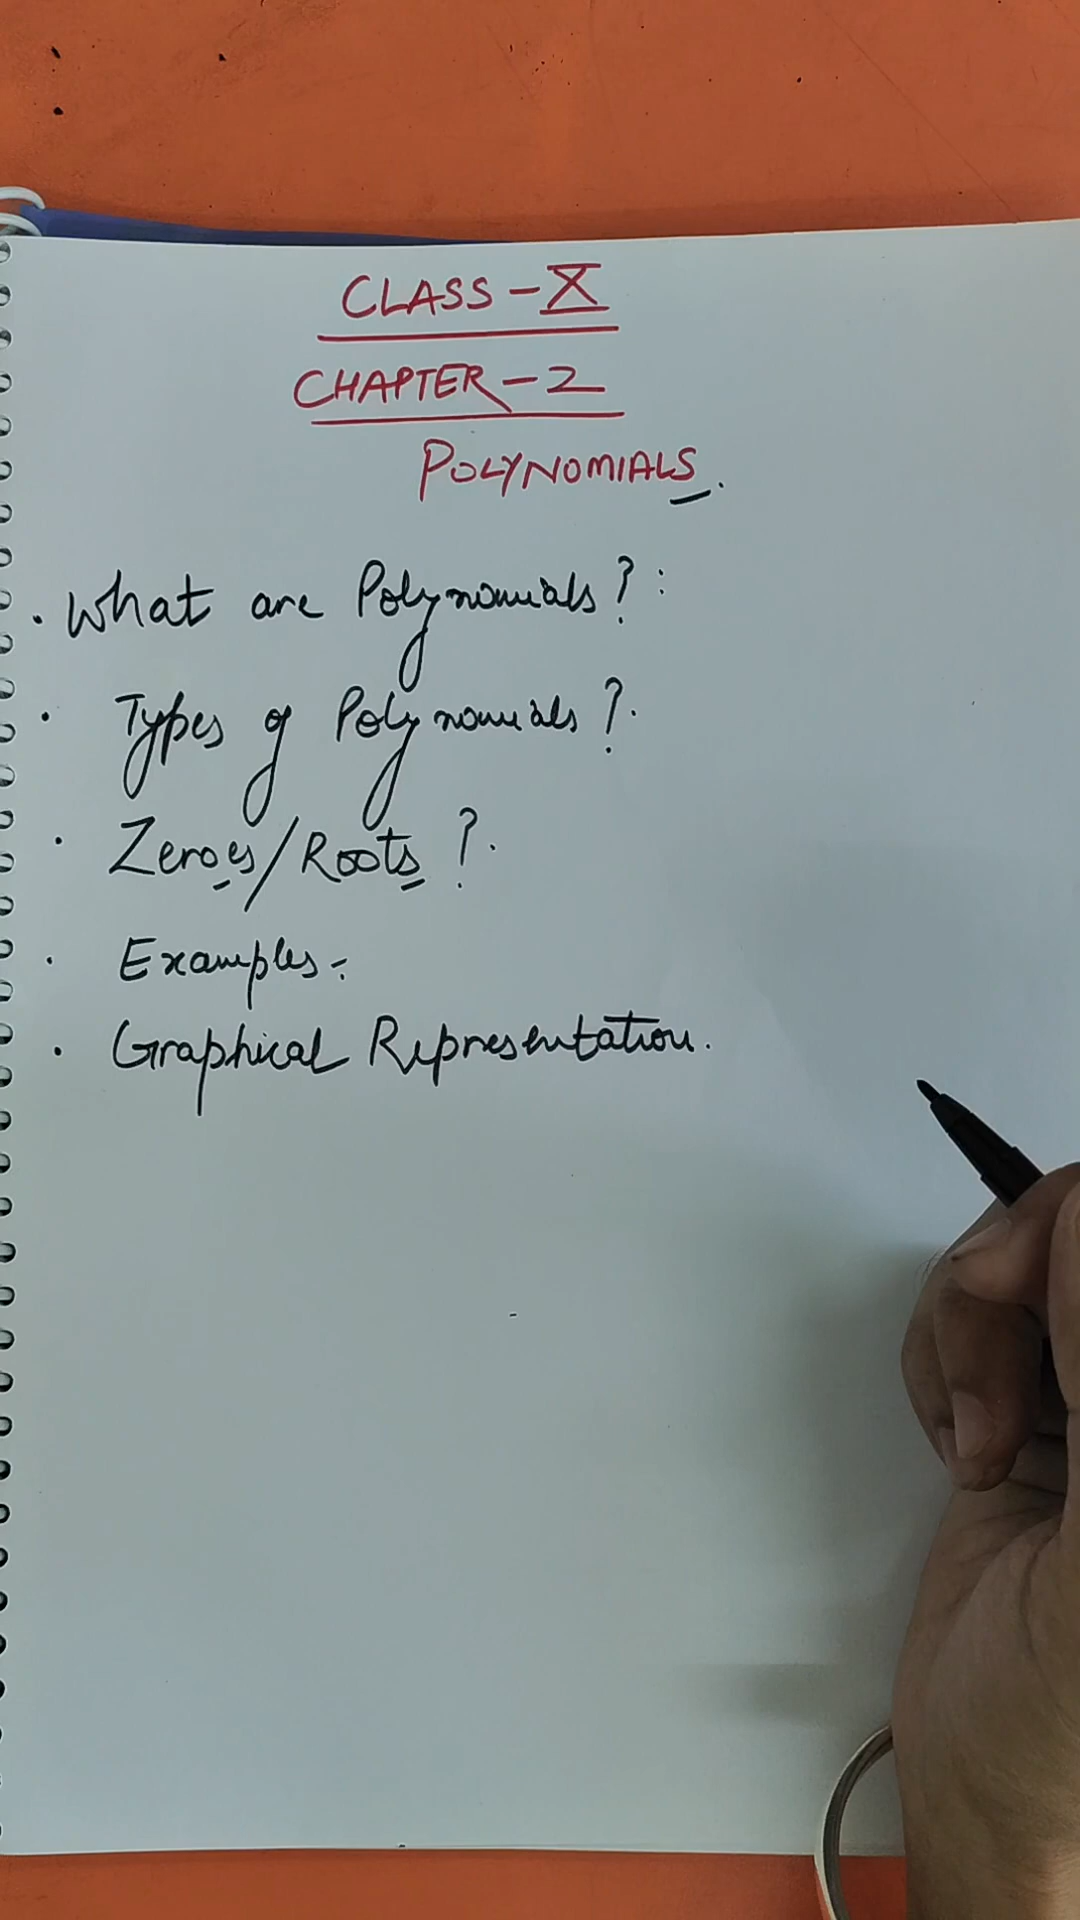 CLASS - X
CHAPTER - 2
POLYNOMIALS.
. What are Polynomials? :
. Types of Polynomials ?.
. Zeroes/Roots ?.
. Examples :
. Graphical Representation.